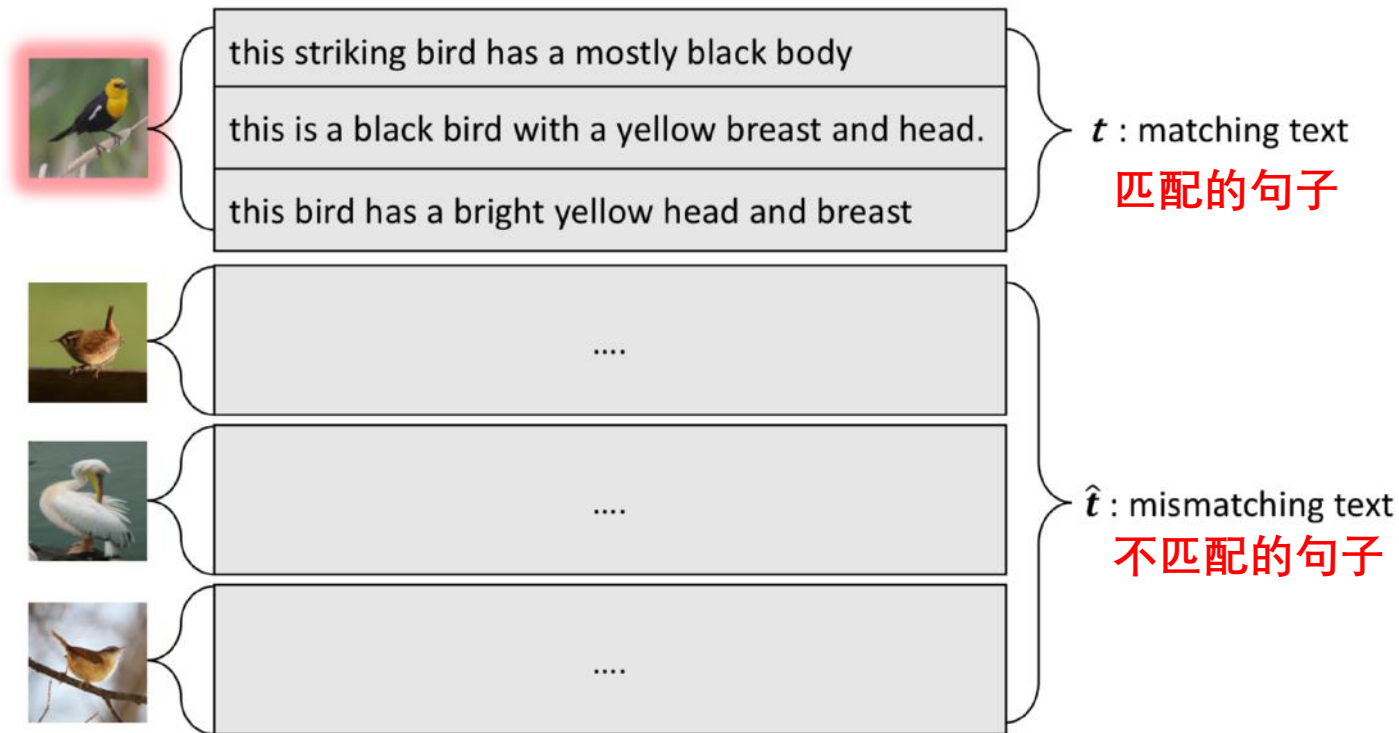 this striking bird has a mostly black body
this is a black bird with a yellow breast and head.
this bird has a bright yellow head and breast
t : matching text
匹配的句子
....
....
....
t̂ : mismatching text
不匹配的句子